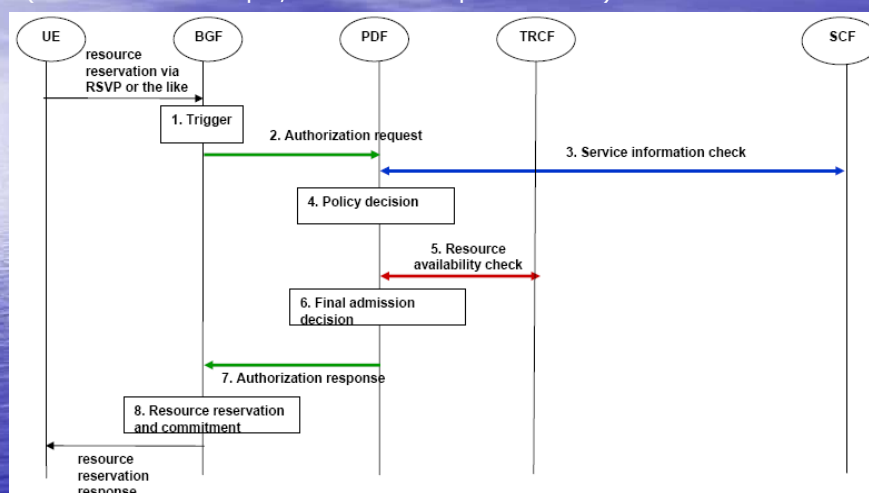 UE
BGF
PDF
TRCF
SCF
resource
reservation via
RSVP or the like
1. Trigger
2. Authorization request
3. Service information check
4. Policy decision
5. Resource
availability check
6. Final admission
decision
7. Authorization response
8. Resource reservation
and commitment
resource
reservation
response